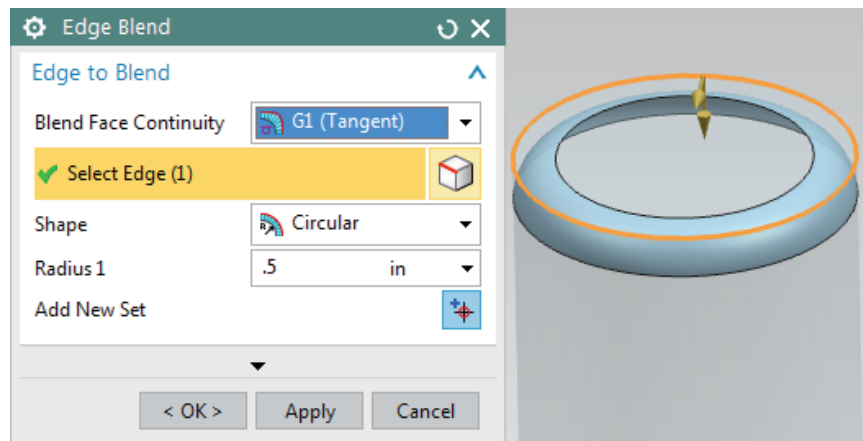 Edge Blend
Edge to Blend
Blend Face Continuity G1 (Tangent)
Select Edge (1)
Shape Circular
Radius 1 .5 in
Add New Set
< OK > Apply Cancel